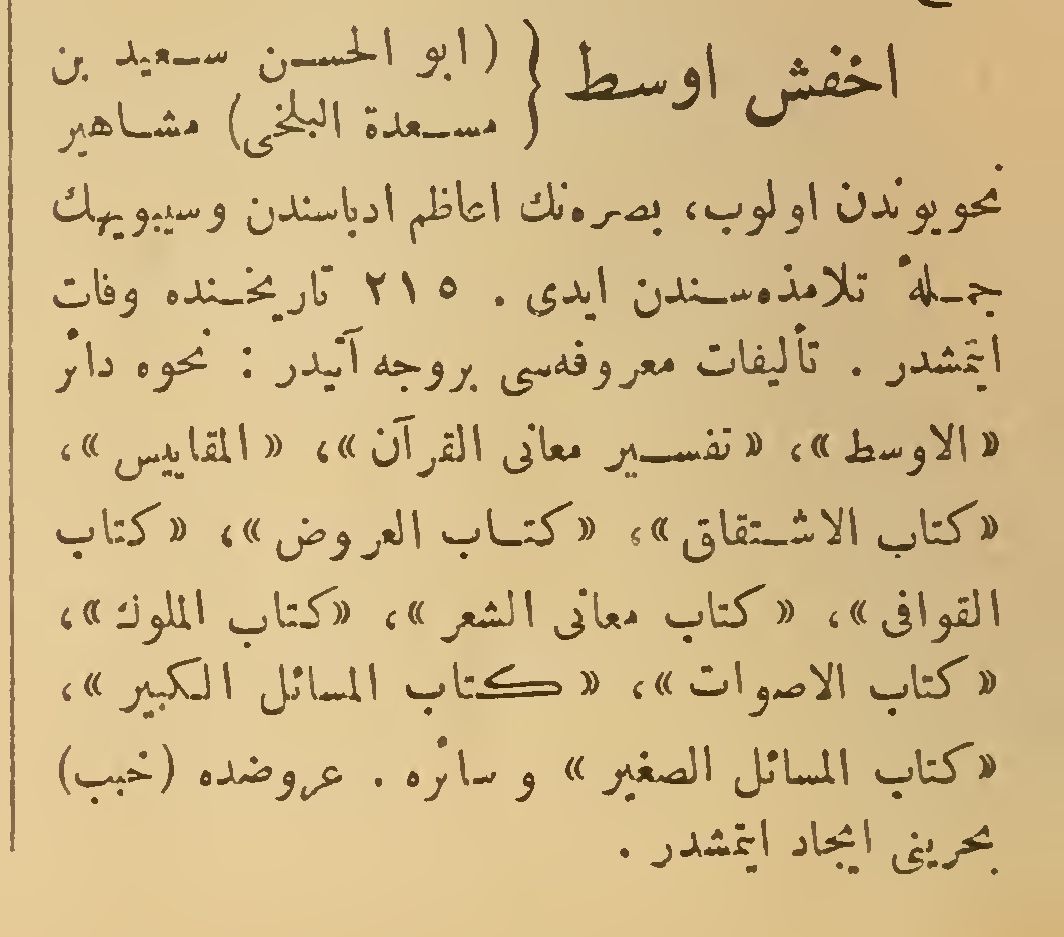 اخفش اوسط { (ابو الحسن سعيد بن
مسعدة البلخى) مشاهير
نحويوندن اولوب، بصره‌نك اعاظم ادباسندن وسيبويهك
جملهٔ تلامذه‌سندن ايدى . ٢١٥ تاريخنده وفات
ايتمشدر . تأليفات معروفه‌سى بروجه آتيدر : نحوه دائر
«الاوسط»، «تفسير معانى القرآن»، «المقاييس»،
«كتاب الاشتقاق»، «كتاب العروض»، «كتاب
القوافى»، «كتاب معانى الشعر»، «كتاب الملوك»،
«كتاب الاصوات»، «كتاب المسائل الكبير»،
«كتاب المسائل الصغير» و سائره . عروضده (خبب)
بحرينى ايجاد ايتمشدر .